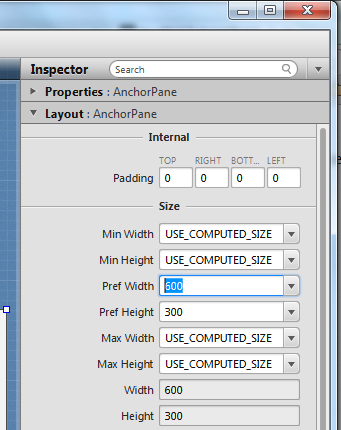 Inspector Search
Properties : AnchorPane
Layout : AnchorPane
Internal
TOP RIGHT BOTT... LEFT
Padding 0 0 0 0
Size
Min Width USE_COMPUTED_SIZE
Min Height USE_COMPUTED_SIZE
Pref Width 600
Pref Height 300
Max Width USE_COMPUTED_SIZE
Max Height USE_COMPUTED_SIZE
Width 600
Height 300